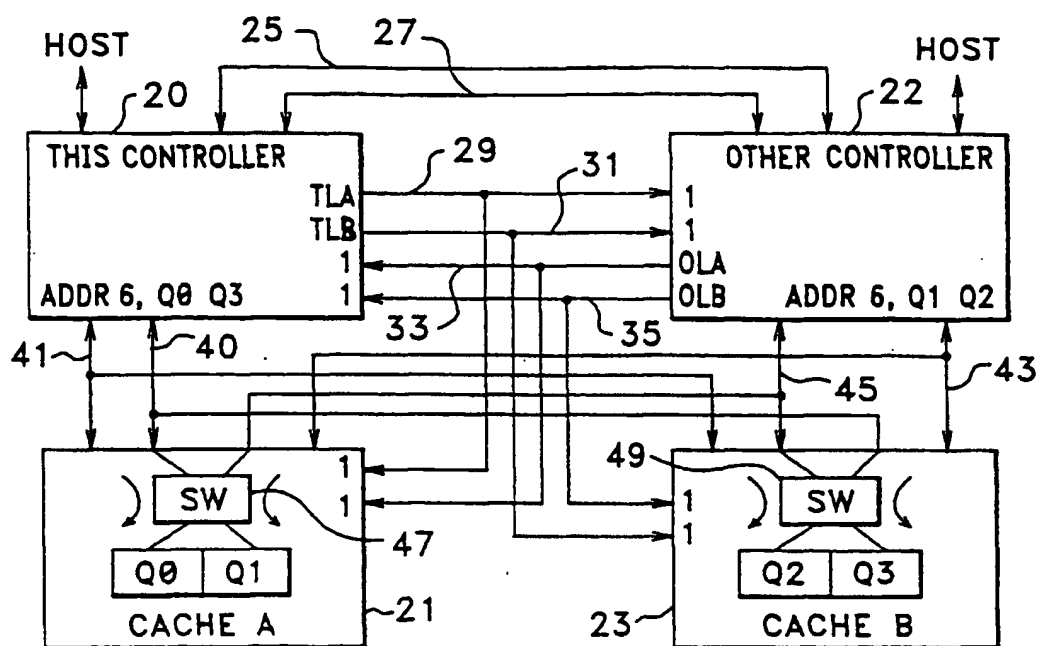 HOST
25
27
HOST
20
22
THIS CONTROLLER
OTHER CONTROLLER
TLA
29
31
1
TLB
1
1
OLA
ADDR 6, Q0 Q3
1
33
35
OLB
ADDR 6, Q1 Q2
41
40
45
43
1
1
SW
47
49
SW
1
1
Q0
Q1
Q2
Q3
CACHE A
21
23
CACHE B